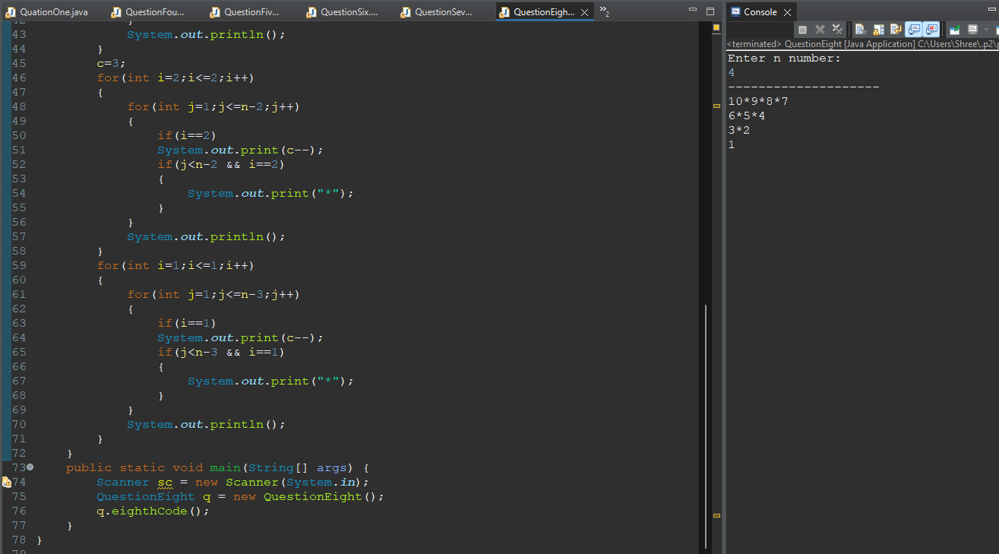 QuationOne.java QuestionFou... QuestionFiv... QuestionSix.... QuestionSev... QuestionEigh... »2
43 System.out.println();
44 }
45 c=3;
46 for(int i=2;i<=2;i++)
47 {
48 for(int j=1;j<=n-2;j++)
49 {
50 if(i==2)
51 System.out.print(c--);
52 if(j<n-2 && i==2)
53 {
54 System.out.print("*");
55 }
56 }
57 System.out.println();
58 }
59 for(int i=1;i<=1;i++)
60 {
61 for(int j=1;j<=n-3;j++)
62 {
63 if(i==1)
64 System.out.print(c--);
65 if(j<n-3 && i==1)
66 {
67 System.out.print("*");
68 }
69 }
70 System.out.println();
71 }
72 }
73 public static void main(String[] args) {
74 Scanner sc = new Scanner(System.in);
75 QuestionEight q = new QuestionEight();
76 q.eighthCode();
77 }
78 }
Console
<terminated> QuestionEight [Java Application] C:\Users\Shree\.p2\
Enter n number:
4
--------------------
10*9*8*7
6*5*4
3*2
1